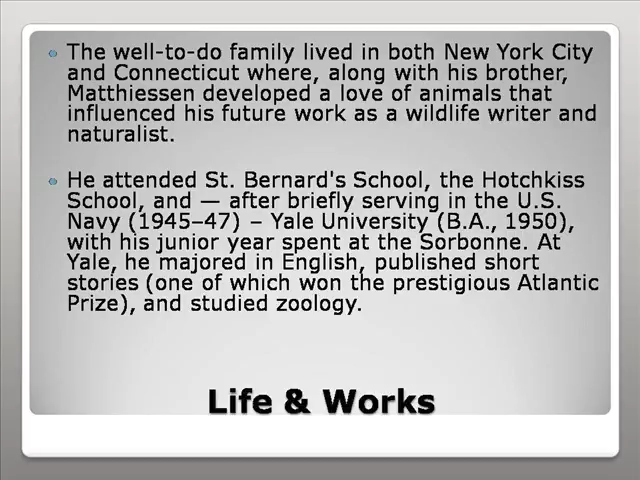 The well-to-do family lived in both New York City
and Connecticut where, along with his brother,
Matthiessen developed a love of animals that
influenced his future work as a wildlife writer and
naturalist.
He attended St. Bernard's School, the Hotchkiss
School, and — after briefly serving in the U.S.
Navy (1945–47) – Yale University (B.A., 1950),
with his junior year spent at the Sorbonne. At
Yale, he majored in English, published short
stories (one of which won the prestigious Atlantic
Prize), and studied zoology.
Life & Works